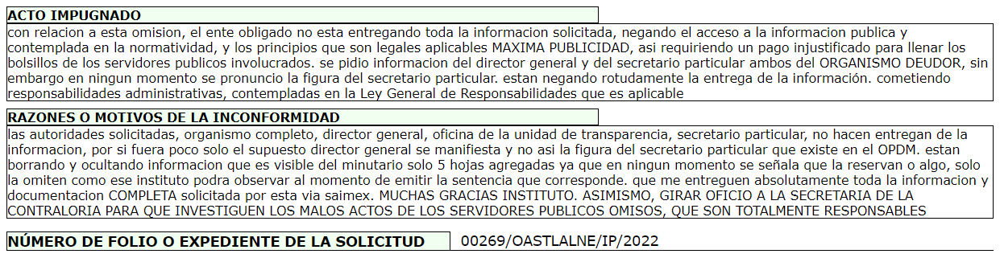 ACTO IMPUGNADO
con relacion a esta omision, el ente obligado no esta entregando toda la informacion solicitada, negando el acceso a la informacion publica y
contemplada en la normatividad, y los principios que son legales aplicables MAXIMA PUBLICIDAD, asi requiriendo un pago injustificado para llenar los
bolsillos de los servidores publicos involucrados. se pidio informacion del director general y del secretario particular ambos del ORGANISMO DEUDOR, sin
embargo en ningun momento se pronuncio la figura del secretario particular. estan negando rotudamente la entrega de la información. cometiendo
responsabilidades administrativas, contempladas en la Ley General de Responsabilidades que es aplicable
RAZONES O MOTIVOS DE LA INCONFORMIDAD
las autoridades solicitadas, organismo completo, director general, oficina de la unidad de transparencia, secretario particular, no hacen entregan de la
informacion, por si fuera poco solo el supuesto director general se manifiesta y no asi la figura del secretario particular que existe en el OPDM. estan
borrando y ocultando informacion que es visible del minutario solo 5 hojas agregadas ya que en ningun momento se señala que la reservan o algo, solo
la omiten como ese instituto podra observar al momento de emitir la sentencia que corresponde. que me entreguen absolutamente toda la informacion y
documentacion COMPLETA solicitada por esta via saimex. MUCHAS GRACIAS INSTITUTO. ASIMISMO, GIRAR OFICIO A LA SECRETARIA DE LA
CONTRALORIA PARA QUE INVESTIGUEN LOS MALOS ACTOS DE LOS SERVIDORES PUBLICOS OMISOS, QUE SON TOTALMENTE RESPONSABLES
NÚMERO DE FOLIO O EXPEDIENTE DE LA SOLICITUD 00269/OASTLALNE/IP/2022